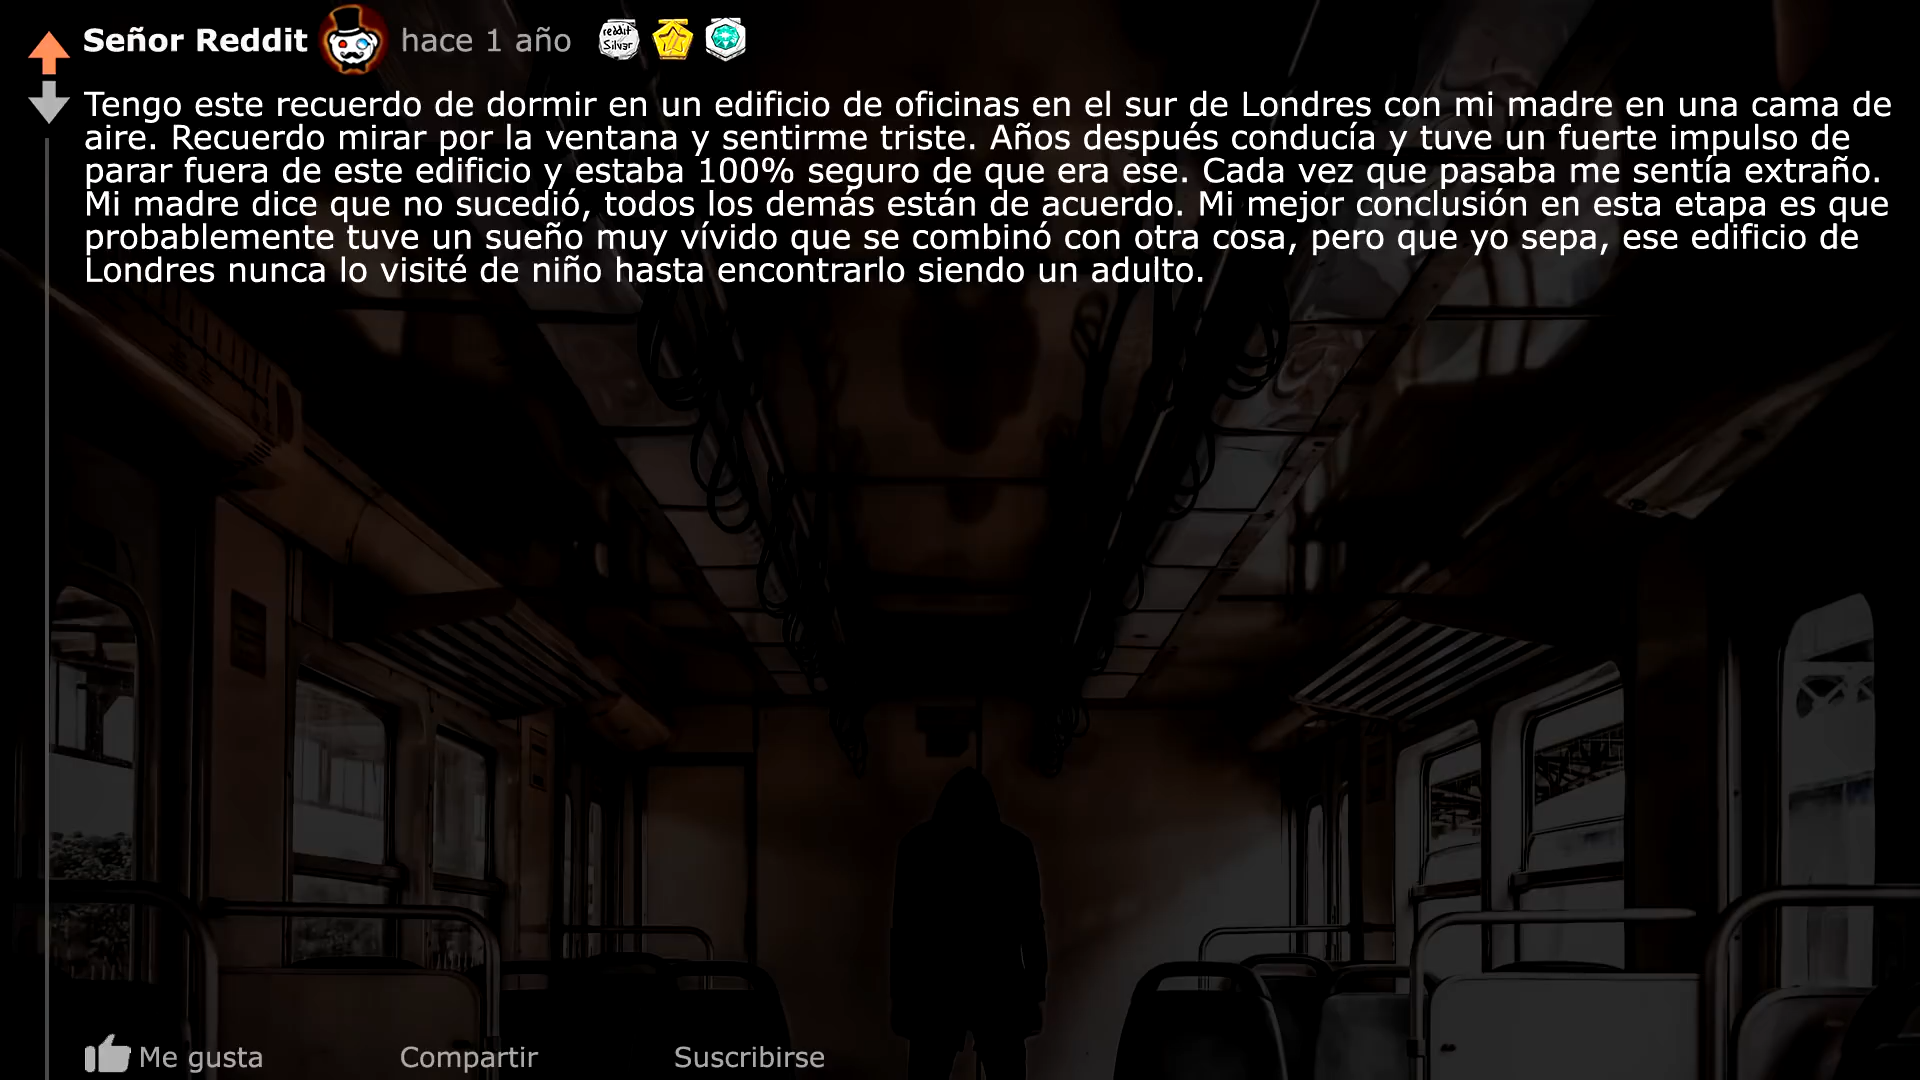 Señor Reddit hace 1 año reddit Silver
Tengo este recuerdo de dormir en un edificio de oficinas en el sur de Londres con mi madre en una cama de
aire. Recuerdo mirar por la ventana y sentirme triste. Años después conducía y tuve un fuerte impulso de
parar fuera de este edificio y estaba 100% seguro de que era ese. Cada vez que pasaba me sentía extraño.
Mi madre dice que no sucedió, todos los demás están de acuerdo. Mi mejor conclusión en esta etapa es que
probablemente tuve un sueño muy vívido que se combinó con otra cosa, pero que yo sepa, ese edificio de
Londres nunca lo visité de niño hasta encontrarlo siendo un adulto.
Me gusta Compartir Suscribirse